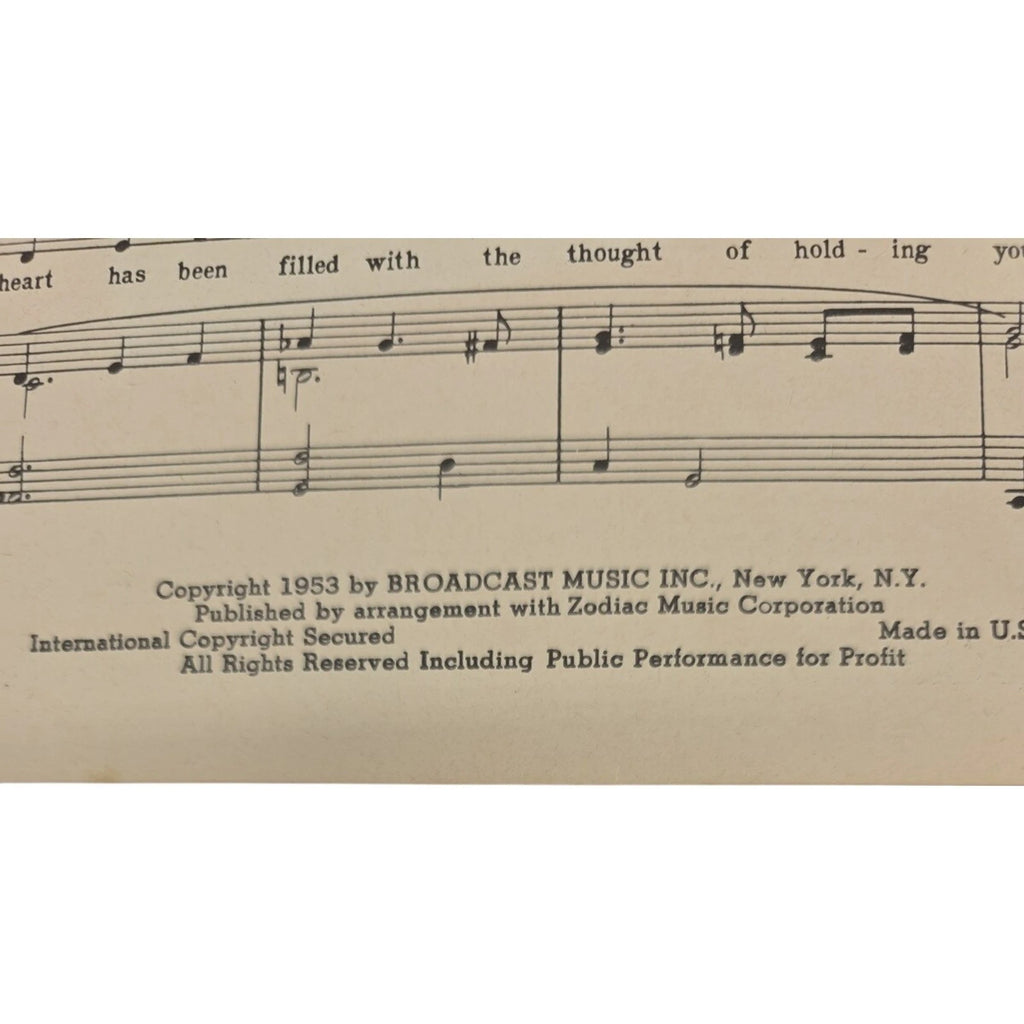 heart has been filled with the thought of hold - ing you
Copyright 1953 by BROADCAST MUSIC INC., New York, N.Y.
Published by arrangement with Zodiac Music Corporation
International Copyright Secured Made in U.S
All Rights Reserved Including Public Performance for Profit